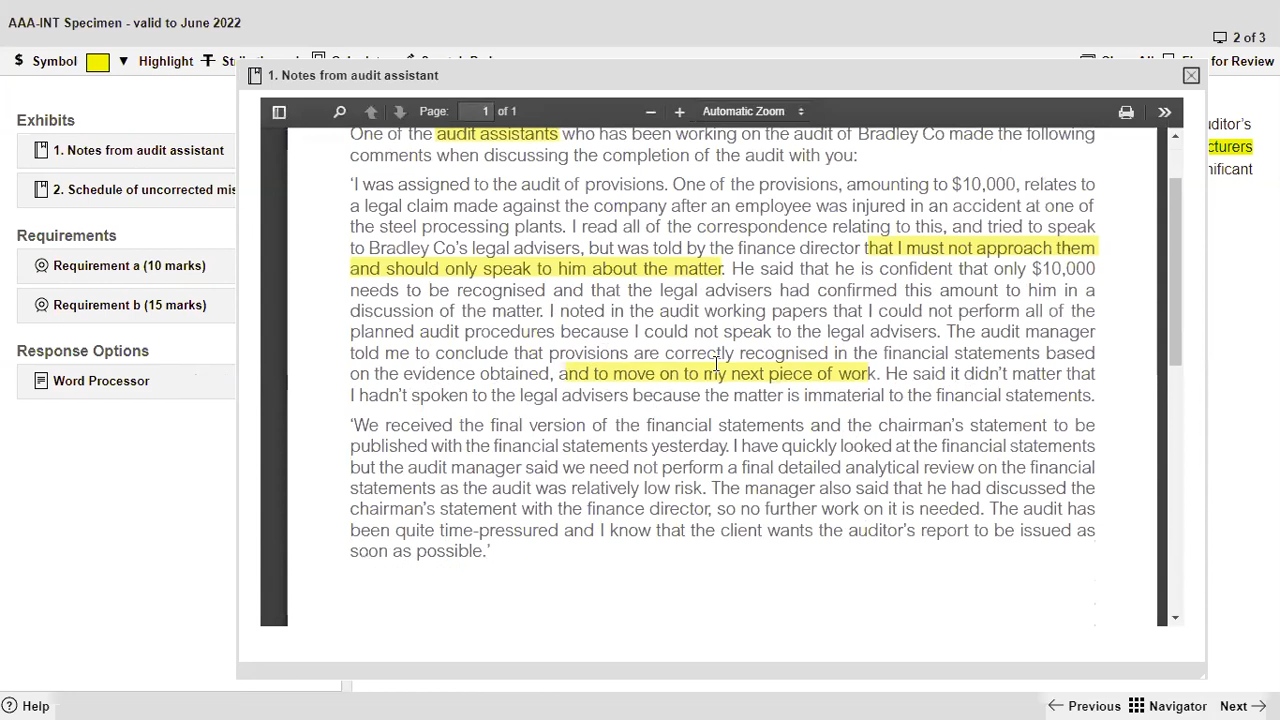 AAA-INT Specimen - valid to June 2022
2 of 3
$ Symbol Highlight
for Review
1. Notes from audit assistant
Page: 1 of 1
Automatic Zoom
Exhibits
1. Notes from audit assistant
2. Schedule of uncorrected mis
Requirements
Requirement a (10 marks)
Requirement b (15 marks)
Response Options
Word Processor
One of the audit assistants who has been working on the audit of Bradley Co made the following
comments when discussing the completion of the audit with you:
‘I was assigned to the audit of provisions. One of the provisions, amounting to $10,000, relates to
a legal claim made against the company after an employee was injured in an accident at one of
the steel processing plants. I read all of the correspondence relating to this, and tried to speak
to Bradley Co’s legal advisers, but was told by the finance director that I must not approach them
and should only speak to him about the matter. He said that he is confident that only $10,000
needs to be recognised and that the legal advisers had confirmed this amount to him in a
discussion of the matter. I noted in the audit working papers that I could not perform all of the
planned audit procedures because I could not speak to the legal advisers. The audit manager
told me to conclude that provisions are correctly recognised in the financial statements based
on the evidence obtained, and to move on to my next piece of work. He said it didn’t matter that
I hadn’t spoken to the legal advisers because the matter is immaterial to the financial statements.
‘We received the final version of the financial statements and the chairman’s statement to be
published with the financial statements yesterday. I have quickly looked at the financial statements
but the audit manager said we need not perform a final detailed analytical review on the financial
statements as the audit was relatively low risk. The manager also said that he had discussed the
chairman’s statement with the finance director, so no further work on it is needed. The audit has
been quite time-pressured and I know that the client wants the auditor’s report to be issued as
soon as possible.’
ditor’s
cturers
nificant
Help
Previous
Navigator
Next